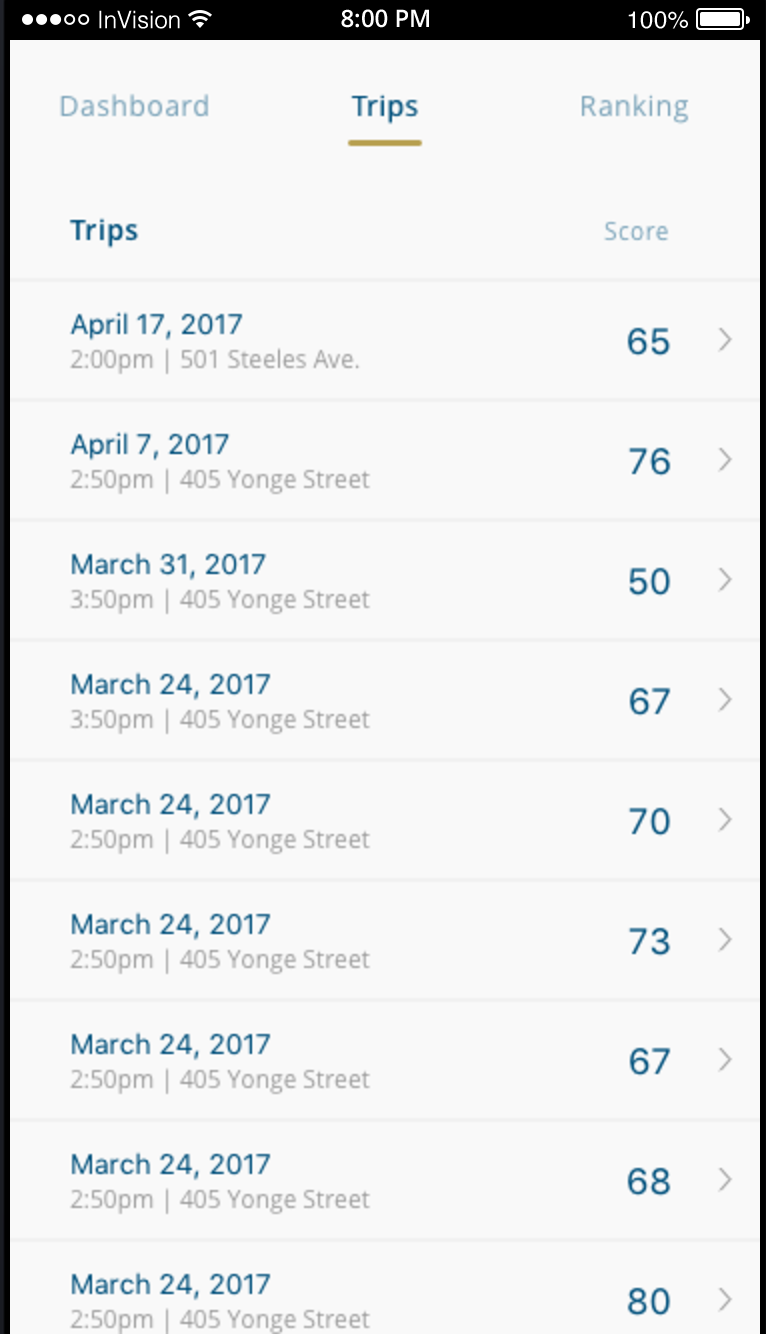 InVision 8:00 PM 100%
Dashboard Trips Ranking
Trips Score
April 17, 2017
2:00pm | 501 Steeles Ave.
65
April 7, 2017
2:50pm | 405 Yonge Street
76
March 31, 2017
3:50pm | 405 Yonge Street
50
March 24, 2017
3:50pm | 405 Yonge Street
67
March 24, 2017
2:50pm | 405 Yonge Street
70
March 24, 2017
2:50pm | 405 Yonge Street
73
March 24, 2017
2:50pm | 405 Yonge Street
67
March 24, 2017
2:50pm | 405 Yonge Street
68
March 24, 2017
2:50pm | 405 Yonge Street
80